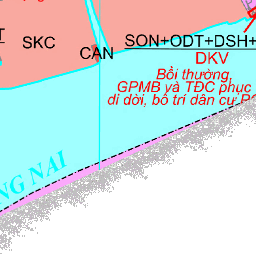 SON+ODT+DSH+
SKC
CAN
DKV
Bồi thường,
GPMB và TĐC phục
di dời, bố trí dân cư
NG NAI